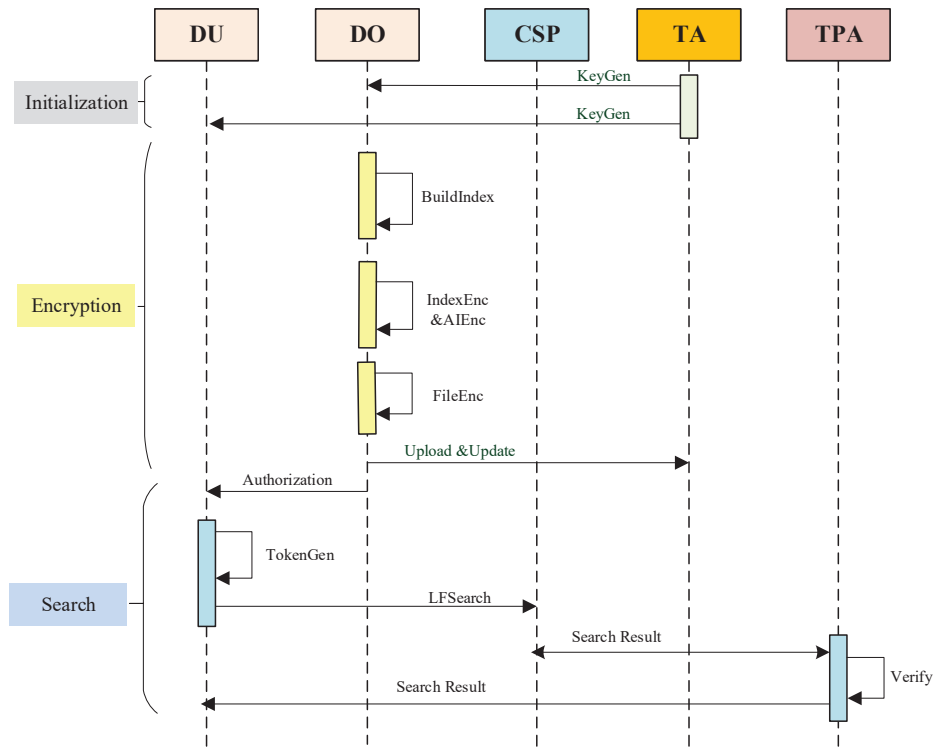 DU
DO
CSP
TA
TPA
KeyGen
Initialization
KeyGen
BuildIndex
Encryption
IndexEnc
&AIEnc
FileEnc
Upload &Update
Authorization
TokenGen
Search
LFSearch
Search Result
Verify
Search Result